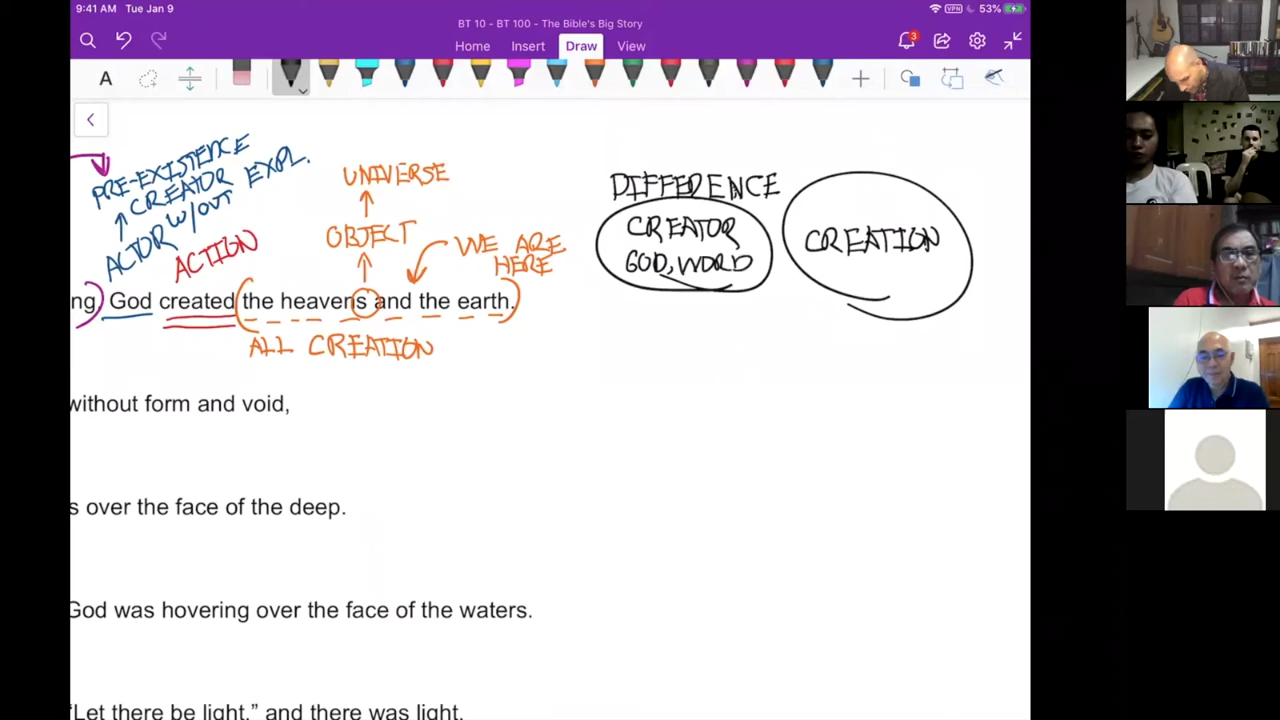 9:41 AM Tue Jan 9
VPN 53%
BT 10 - BT 100 - The Bible's Big Story
Home Insert Draw View
3
A
PRE-EXISTENCE
CREATOR EXPL.
W/OUT
ACTOR
ACTION
UNIVERSE
OBJECT
WE ARE
HERE
DIFFERENCE
CREATOR
GOD, WORD
CREATION
ng) God created (the heavens and the earth.)
ALL CREATION
without form and void,
s over the face of the deep.
God was hovering over the face of the waters.
“Let there be light,” and there was light.